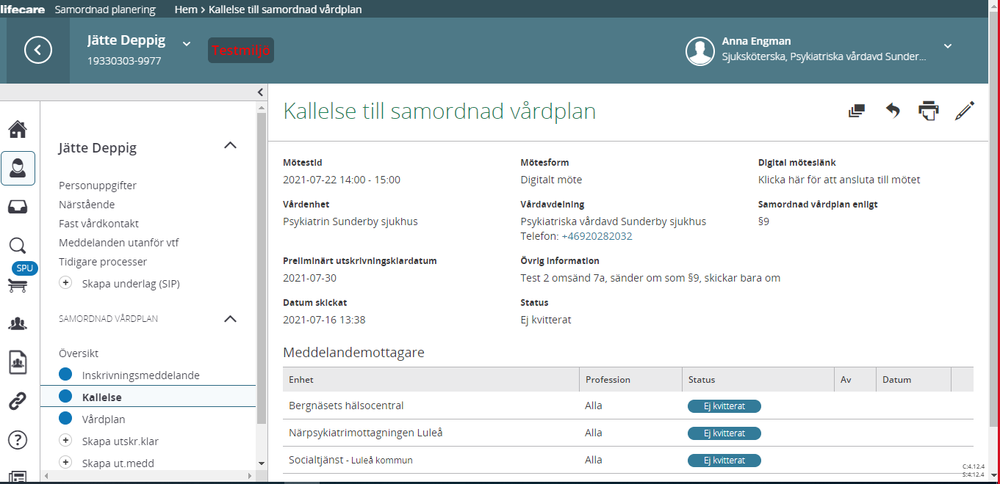 lifecare Samordnad planering Hem > Kallelse till samordnad vårdplan
Jätte Deppig
19330303-9977
Testmiljö
Anna Engman
Sjuksköterska, Psykiatriska vårdavd Sunder...
Jätte Deppig
Personuppgifter
Närstående
Fast vårdkontakt
Meddelanden utanför vtf
Tidigare processer
Skapa underlag (SIP)
SPU
SAMORDNAD VÅRDPLAN
Översikt
Inskrivningsmeddelande
Kallelse
Vårdplan
Skapa utskr.klar
Skapa ut.medd
Kallelse till samordnad vårdplan
Mötestid Mötesform Digital möteslänk
2021-07-22 14:00 - 15:00 Digitalt möte Klicka här för att ansluta till mötet
Vårdenhet Vårdavdelning Samordnad vårdplan enligt
Psykiatrin Sunderby sjukhus Psykiatriska vårdavd Sunderby sjukhus §9
Telefon: +46920282032
Preliminärt utskrivningsklardatum Övrig information
2021-07-30 Test 2 omsänd 7a, sänder om som §9, skickar bara om
Datum skickat Status
2021-07-16 13:38 Ej kvitterat
Meddelandemottagare
Enhet Profession Status Av Datum
Bergnäsets hälsocentral Alla Ej kvitterat
Närpsykiatrimottagningen Luleå Alla Ej kvitterat
Socialtjänst - Luleå kommun Alla Ej kvitterat
C:4.12.4
S:4.12.4